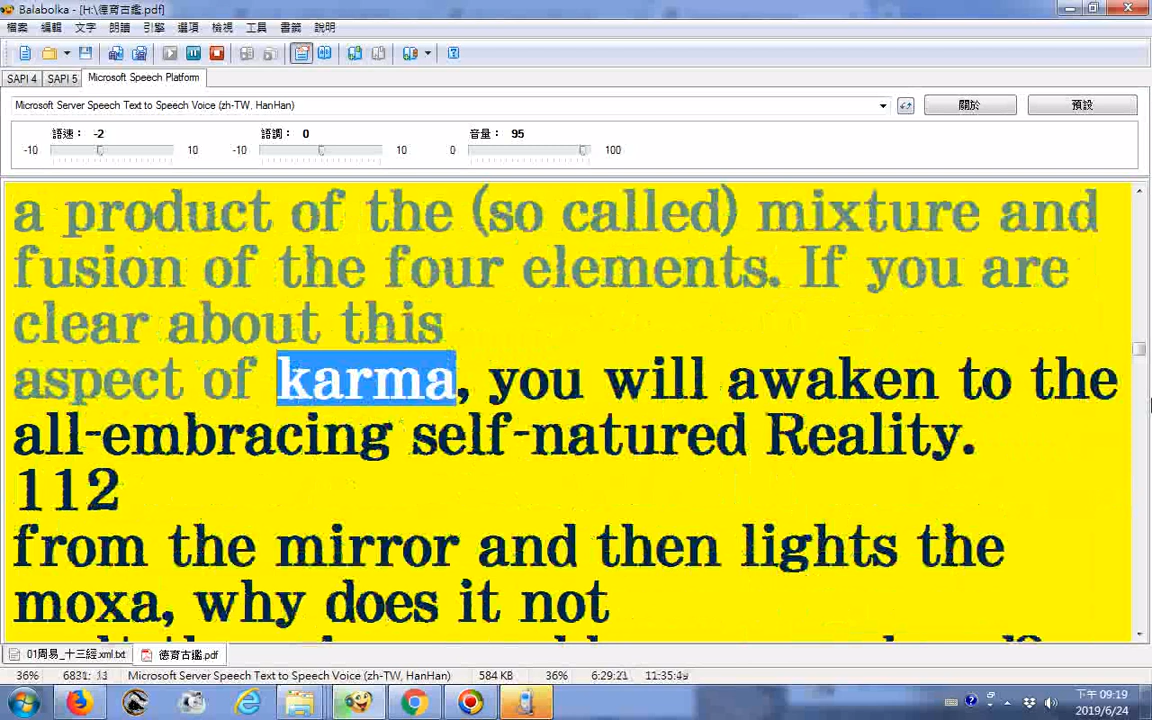 Balabolka - [H:\德育古鑑.pdf]
檔案 編輯 文字 朗讀 引擎 選項 檢視 工具 書籤 說明
SAPI 4 SAPI 5 Microsoft Speech Platform
Microsoft Server Speech Text to Speech Voice (zh-TW, HanHan)
關於 預設
語速： -2 語調： 0 音量： 95
-10 10 -10 10 0 100
a product of the (so called) mixture and
fusion of the four elements. If you are
clear about this
aspect of karma, you will awaken to the
all-embracing self-natured Reality.
112
from the mirror and then lights the
moxa, why does it not
01周易_十三經.xml.txt 德育古鑑.pdf
36% 6831: 13 Microsoft Server Speech Text to Speech Voice (zh-TW, HanHan) 584 KB 36% 6:29:21 11:35:49
下午 09:19
2019/6/24